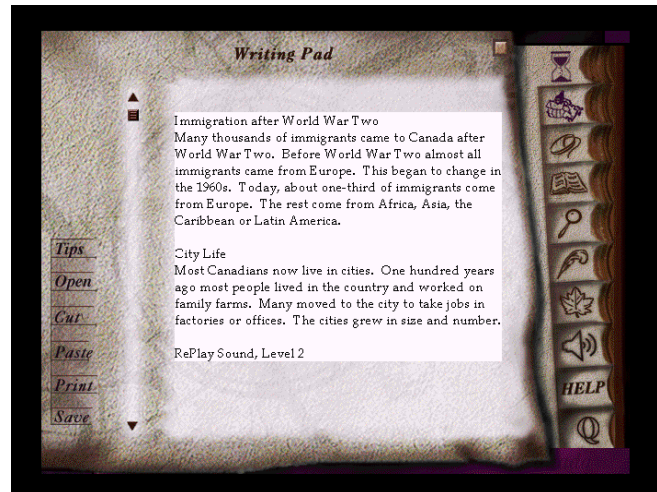 Writing Pad
Immigration after World War Two
Many thousands of immigrants came to Canada after
World War Two.  Before World War Two almost all
immigrants came from Europe.  This began to change in
the 1960s.  Today, about one-third of immigrants come
from Europe.  The rest come from Africa, Asia, the
Caribbean or Latin America.
City Life
Most Canadians now live in cities.  One hundred years
ago most people lived in the country and worked on
family farms.  Many moved to the city to take jobs in
factories or offices.  The cities grew in size and number.
RePlay Sound, Level 2
Tips
Open
Cut
Paste
Print
Save
HELP
Q